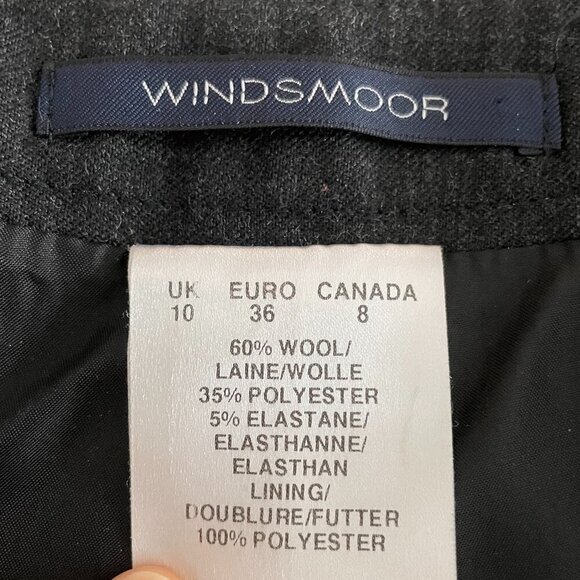 WINDSMOOR
UK EURO CANADA
10 36 8
60% WOOL/
LAINE/WOLLE
35% POLYESTER
5% ELASTANE/
ELASTHANNE/
ELASTHAN
LINING/
DOUBLURE/FUTTER
100% POLYESTER